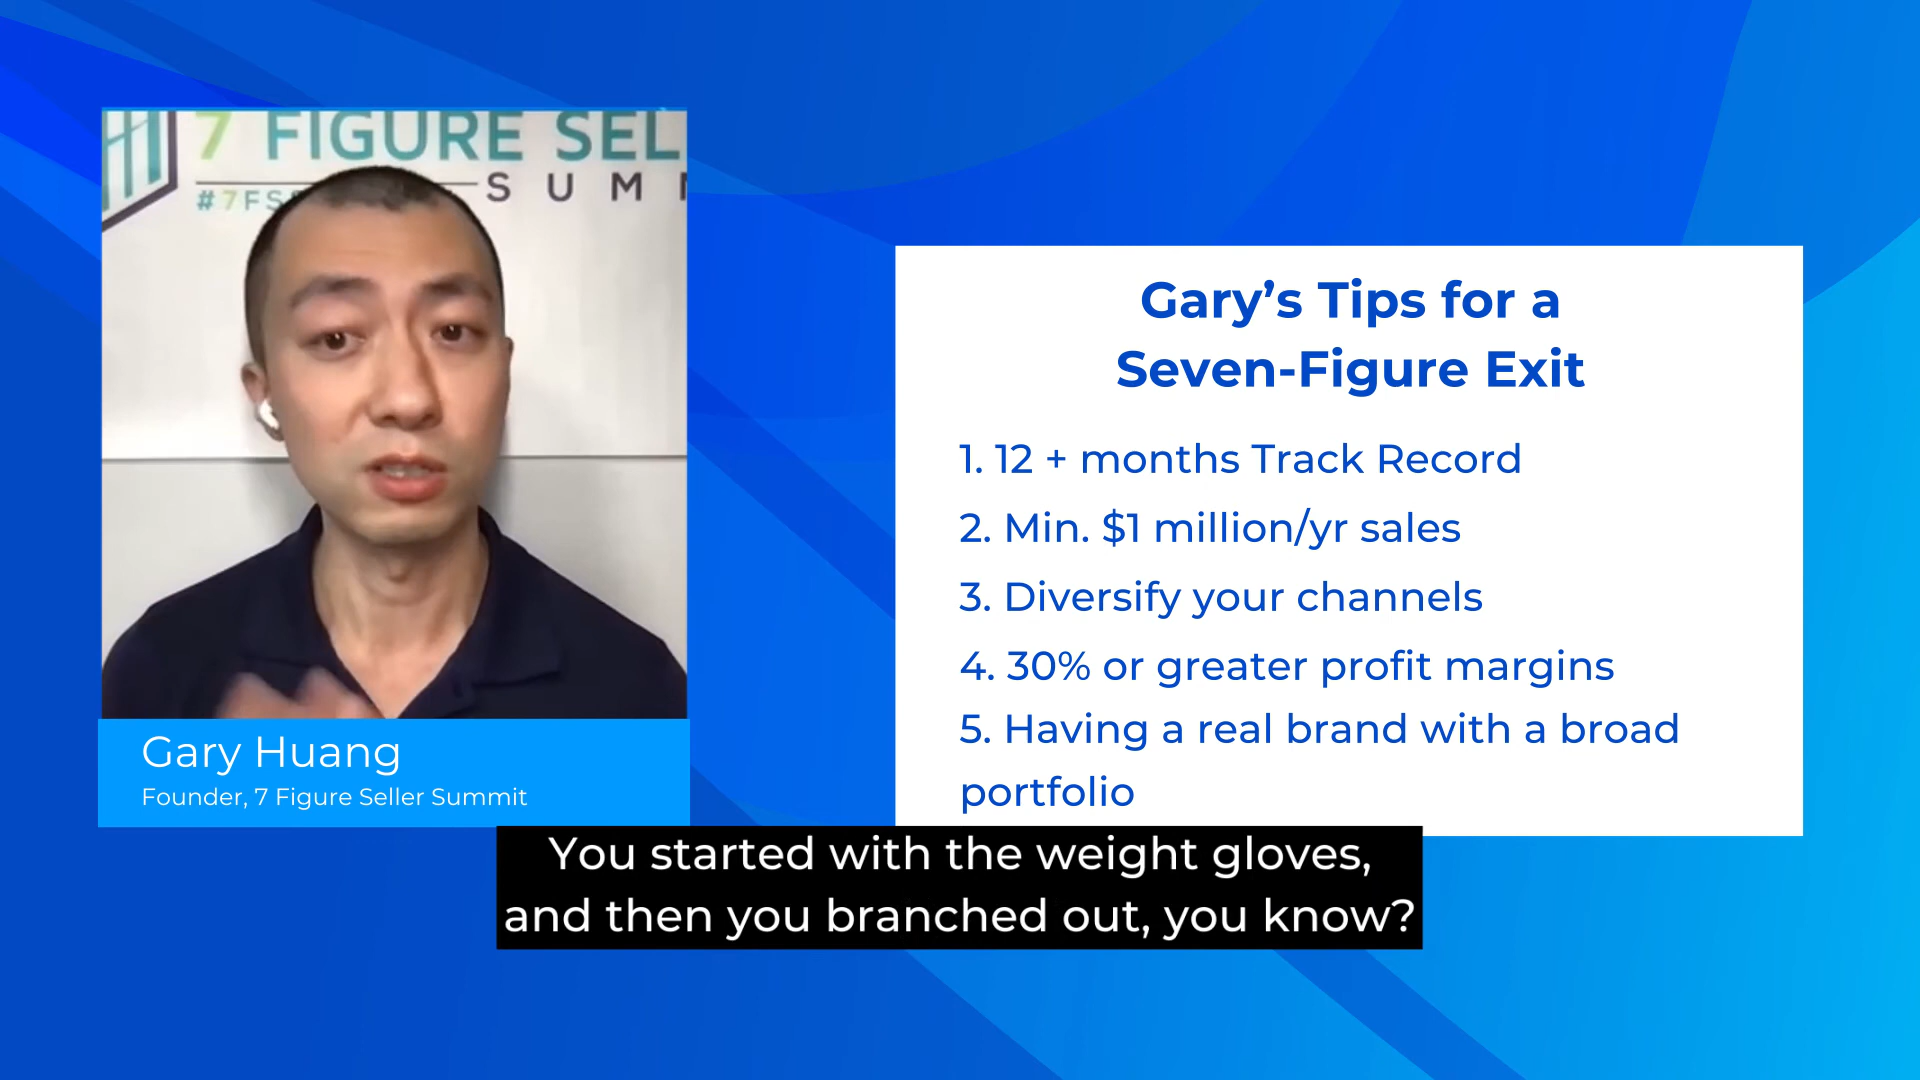 7 FIGURE SEL
SUM
#7FS
Gary Huang
Founder, 7 Figure Seller Summit
Gary’s Tips for a
Seven-Figure Exit
1. 12 + months Track Record
2. Min. $1 million/yr sales
3. Diversify your channels
4. 30% or greater profit margins
5. Having a real brand with a broad
portfolio
You started with the weight gloves,
and then you branched out, you know?